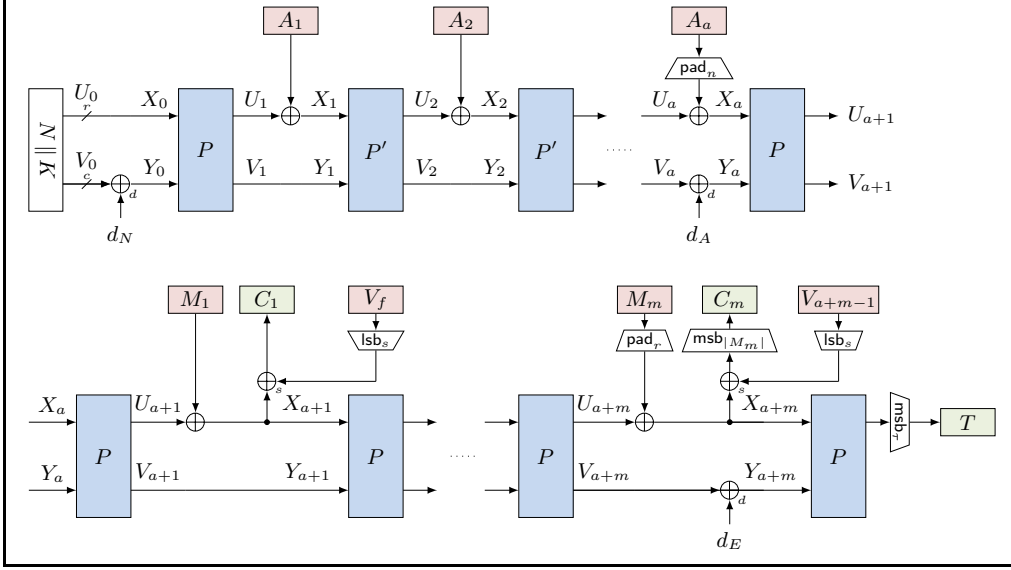 A_1 A_2 A_a
pad_n
U_0 r X_0 U_1 X_1 U_2 X_2 U_a X_a U_{a+1}
N ∥ K P P′ P′ ..... P
V_0 c Y_0 V_1 Y_1 V_2 Y_2 V_a Y_a V_{a+1}
d d
d_N d_A
M_1 C_1 V_f M_m C_m V_{a+m−1}
lsb_s pad_r msb_{|M_m|} lsb_s
s s
X_a U_{a+1} X_{a+1} U_{a+m} X_{a+m} msb_τ T
P P ..... P P
Y_a V_{a+1} Y_{a+1} V_{a+m} Y_{a+m}
d
d_E